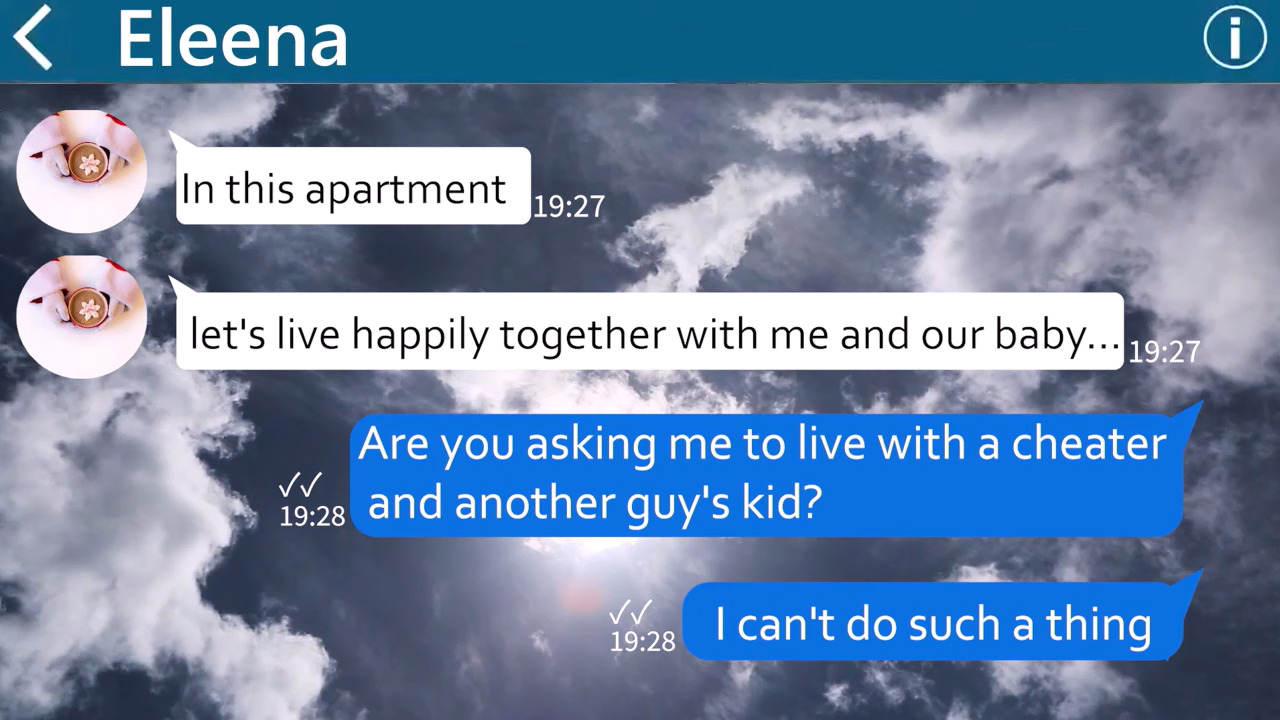 Eleena
i
In this apartment
19:27
let's live happily together with me and our baby...
19:27
Are you asking me to live with a cheater
and another guy's kid?
19:28
I can't do such a thing
19:28